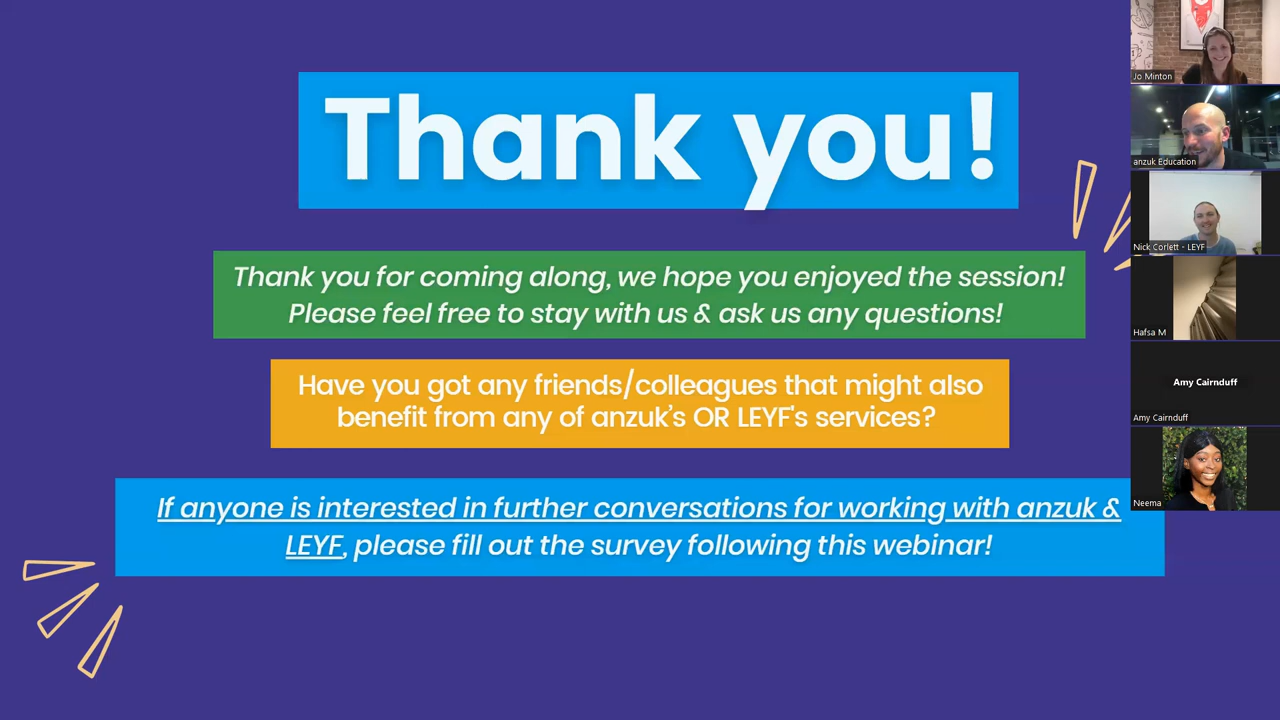 Thank you!
Thank you for coming along, we hope you enjoyed the session!
Please feel free to stay with us & ask us any questions!
Have you got any friends/colleagues that might also
benefit from any of anzuk's OR LEYF's services?
If anyone is interested in further conversations for working with anzuk &
LEYF, please fill out the survey following this webinar!
Jo Minton
anzuk Education
Nick Corlett - LEYF
Hafsa M
Amy Cairnduff
Amy Cairnduff
Neema